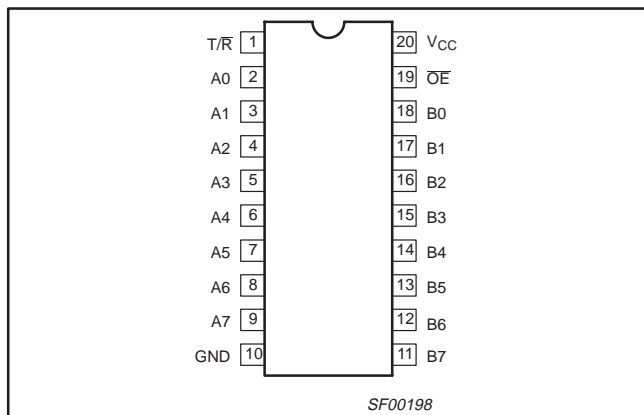 T/R̅ 1 20 VCC
A0 2 19 O̅E̅
A1 3 18 B0
A2 4 17 B1
A3 5 16 B2
A4 6 15 B3
A5 7 14 B4
A6 8 13 B5
A7 9 12 B6
GND 10 11 B7
SF00198